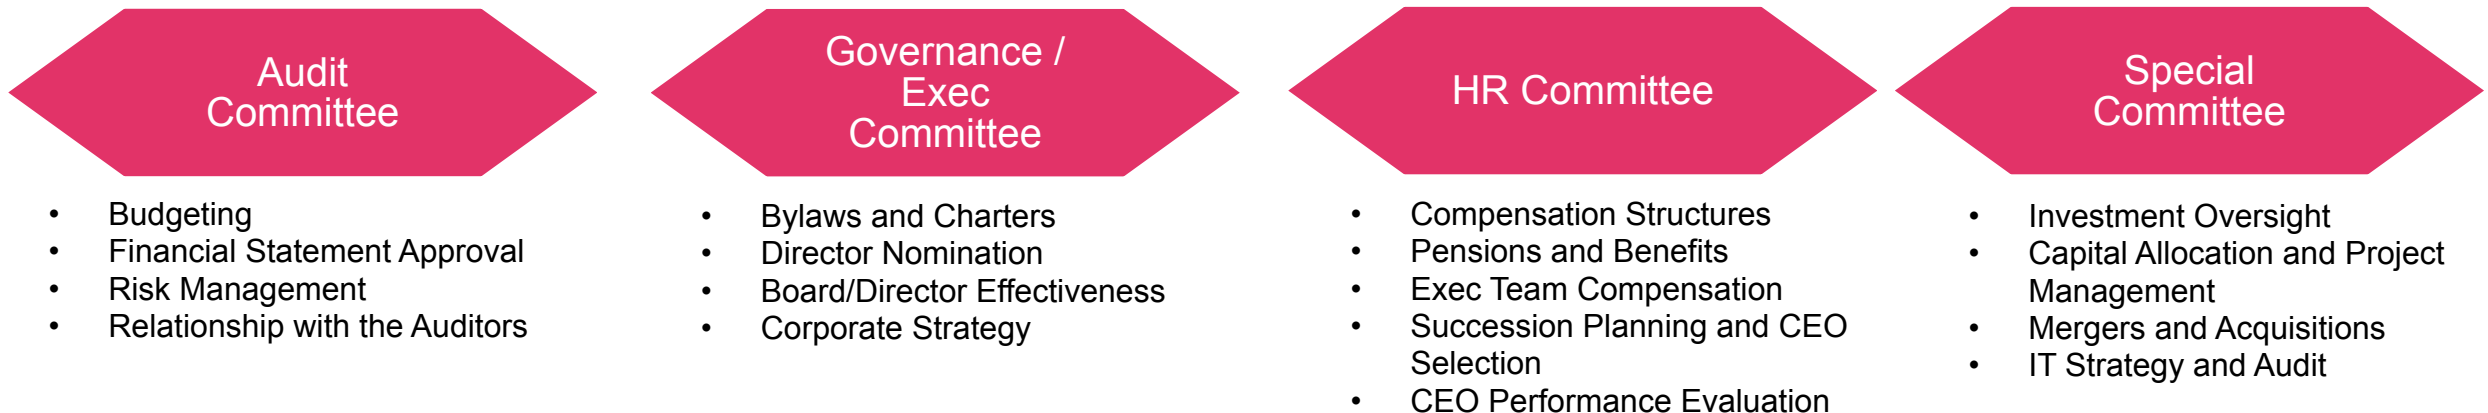 Audit
Committee
• Budgeting
• Financial Statement Approval
• Risk Management
• Relationship with the Auditors
Governance /
Exec
Committee
• Bylaws and Charters
• Director Nomination
• Board/Director Effectiveness
• Corporate Strategy
HR Committee
• Compensation Structures
• Pensions and Benefits
• Exec Team Compensation
• Succession Planning and CEO
Selection
• CEO Performance Evaluation
Special
Committee
• Investment Oversight
• Capital Allocation and Project
Management
• Mergers and Acquisitions
• IT Strategy and Audit